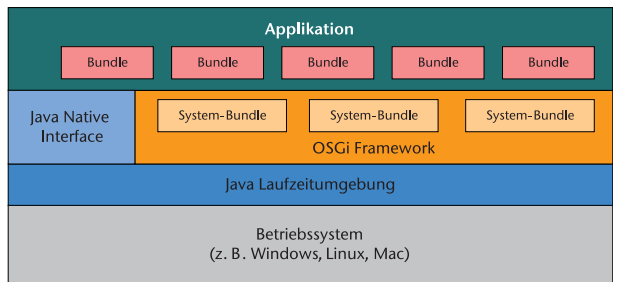 Applikation
Bundle
Bundle
Bundle
Bundle
Bundle
Java Native
Interface
System-Bundle
System-Bundle
System-Bundle
OSGi Framework
Java Laufzeitumgebung
Betriebssystem
(z. B. Windows, Linux, Mac)